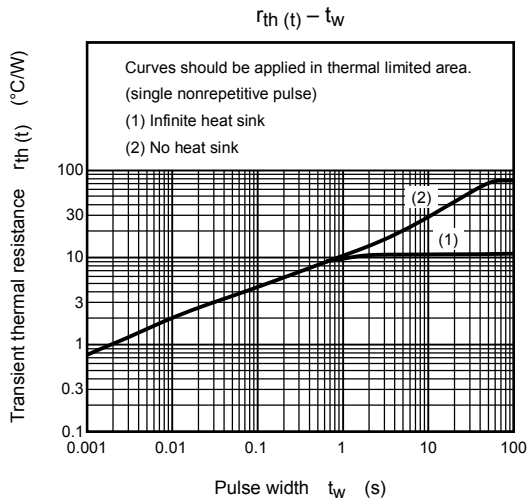 rth (t) – tw
Transient thermal resistance rth (t) (°C/W)
Curves should be applied in thermal limited area.
(single nonrepetitive pulse)
(1) Infinite heat sink
(2) No heat sink
100
30
10
3
1
0.3
0.1
(2)
(1)
0.001
0.01
0.1
1
10
100
Pulse width tw (s)